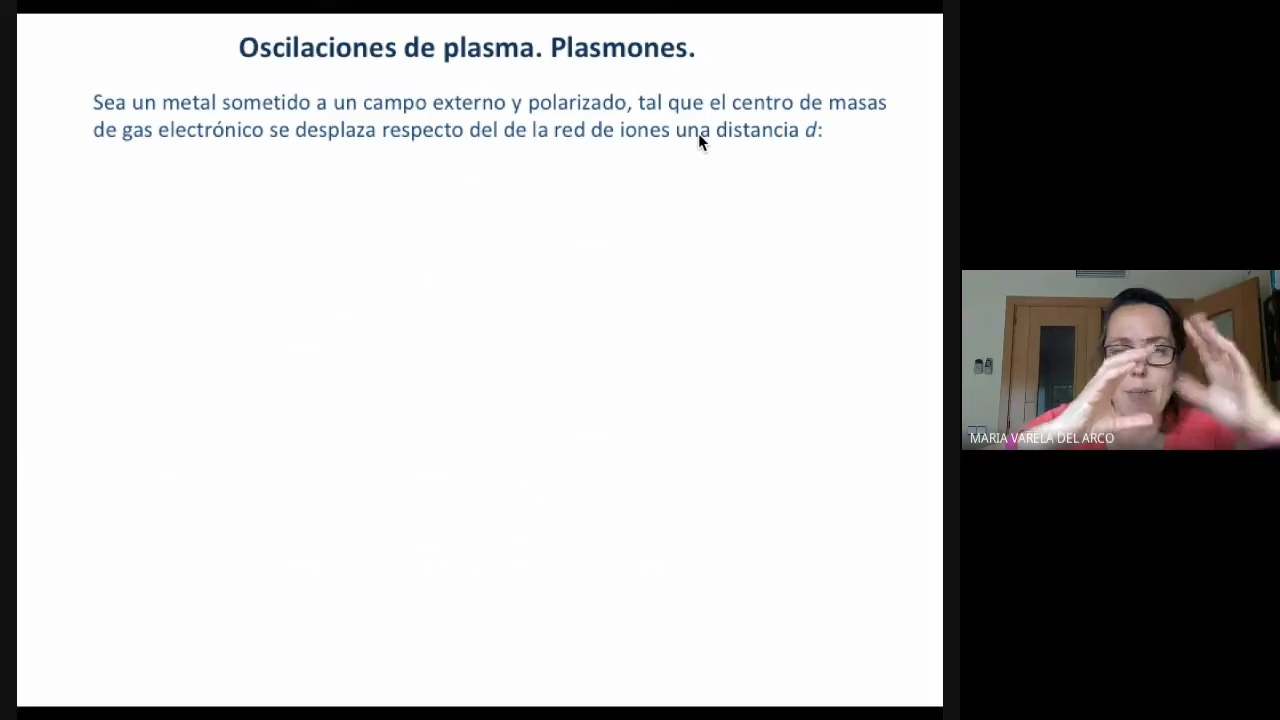 Oscilaciones de plasma. Plasmones.
Sea un metal sometido a un campo externo y polarizado, tal que el centro de masas
de gas electrónico se desplaza respecto del de la red de iones una distancia d:
MARIA VARELA DEL ARCO